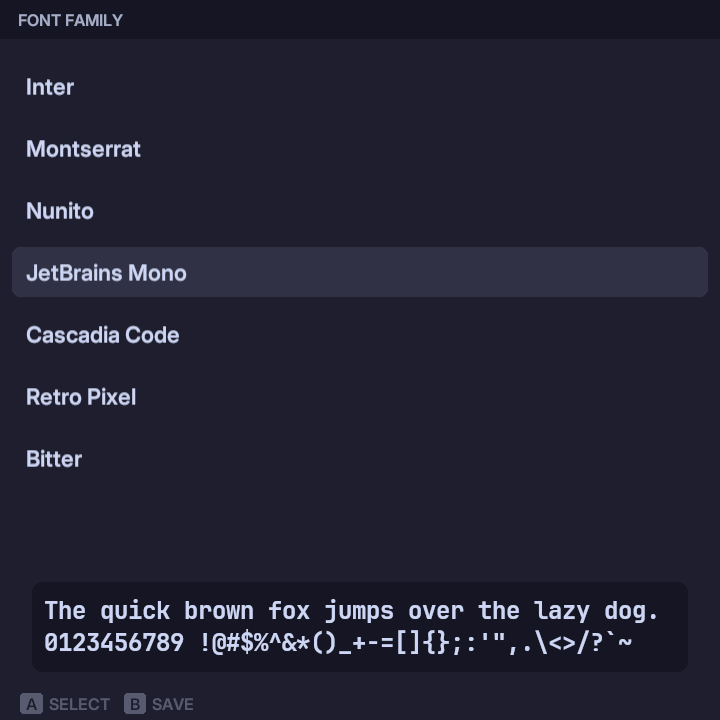 FONT FAMILY
Inter
Montserrat
Nunito
JetBrains Mono
Cascadia Code
Retro Pixel
Bitter
The quick brown fox jumps over the lazy dog.
0123456789 !@#$%^&*()_+-=[]{};:'",.\<>/?`~
A SELECT B SAVE